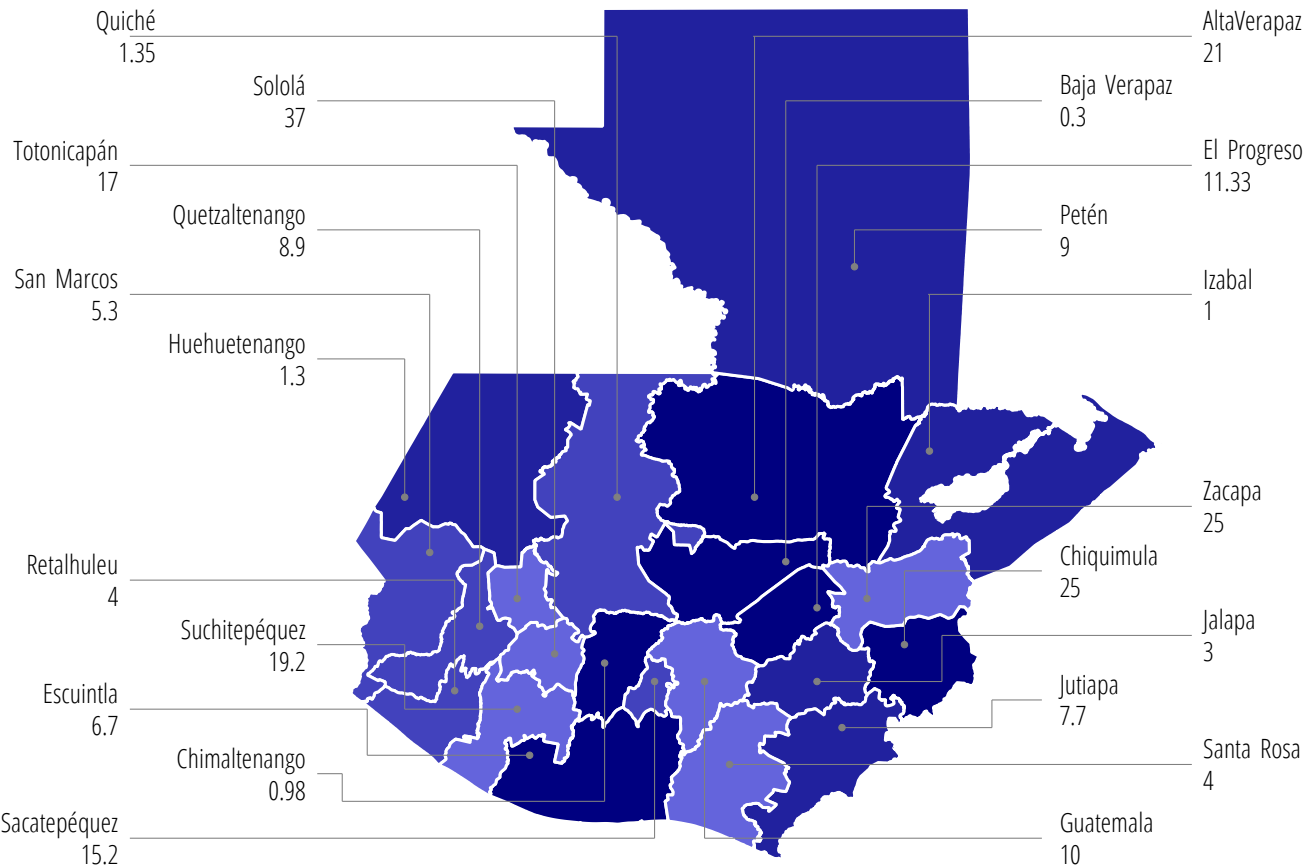 Quiché
1.35
Sololá
37
Totonicapán
17
Quetzaltenango
8.9
San Marcos
5.3
Huehuetenango
1.3
Retalhuleu
4
Suchitepéquez
19.2
Escuintla
6.7
Chimaltenango
0.98
Sacatepéquez
15.2
AltaVerapaz
21
Baja Verapaz
0.3
El Progreso
11.33
Petén
9
Izabal
1
Zacapa
25
Chiquimula
25
Jalapa
3
Jutiapa
7.7
Santa Rosa
4
Guatemala
10